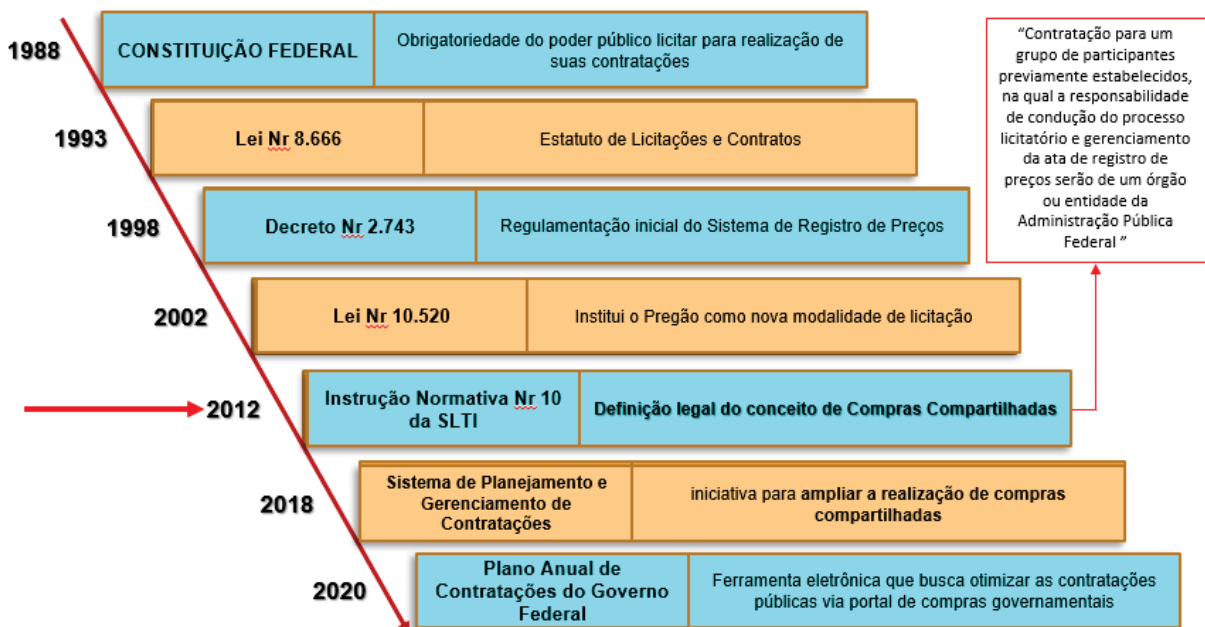 1988
CONSTITUIÇÃO FEDERAL
Obrigatoriedade do poder público licitar para realização de
suas contratações
1993
Lei Nr 8.666
Estatuto de Licitações e Contratos
1998
Decreto Nr 2.743
Regulamentação inicial do Sistema de Registro de Preços
2002
Lei Nr 10.520
Institui o Pregão como nova modalidade de licitação
2012
Instrução Normativa Nr 10
da SLTI
Definição legal do conceito de Compras Compartilhadas
2018
Sistema de Planejamento e
Gerenciamento de
Contratações
iniciativa para ampliar a realização de compras
compartilhadas
2020
Plano Anual de
Contratações do Governo
Federal
Ferramenta eletrônica que busca otimizar as contratações
públicas via portal de compras governamentais
“Contratação para um
grupo de participantes
previamente estabelecidos,
na qual a responsabilidade
de condução do processo
licitatório e gerenciamento
da ata de registro de
preços serão de um órgão
ou entidade da
Administração Pública
Federal ”